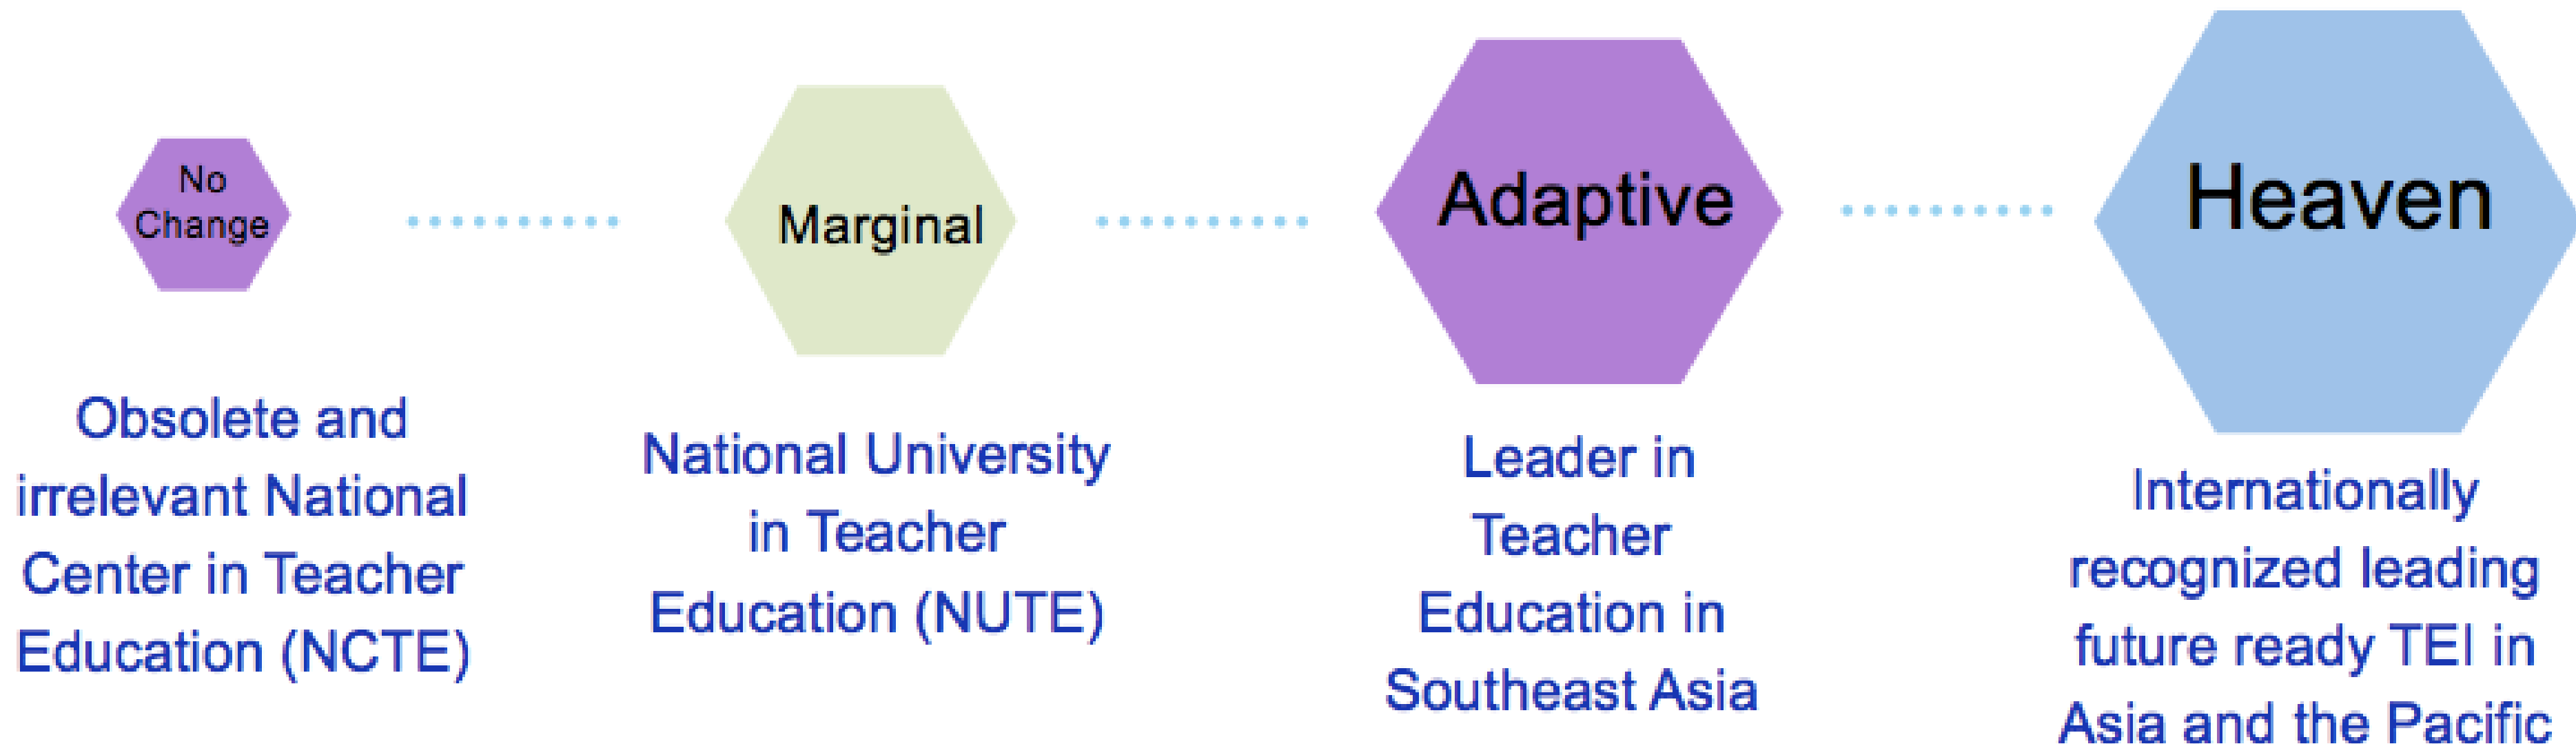 No
Change
Marginal
Adaptive
Heaven
Obsolete and
irrelevant National
Center in Teacher
Education (NCTE)
National University
in Teacher
Education (NUTE)
Leader in
Teacher
Education in
Southeast Asia
Internationally
recognized leading
future ready TEI in
Asia and the Pacific